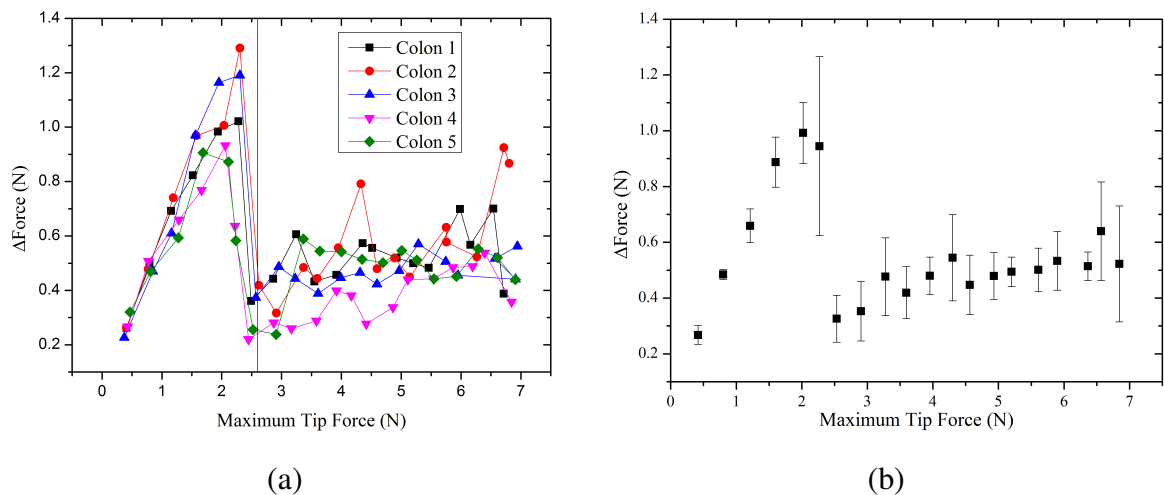 1.4
1.2
1.0
0.8
0.6
0.4
0.2
ΔForce (N)
Colon 1
Colon 2
Colon 3
Colon 4
Colon 5
0 1 2 3 4 5 6 7
Maximum Tip Force (N)
(a)
1.4
1.2
1.0
0.8
0.6
0.4
0.2
ΔForce (N)
0 1 2 3 4 5 6 7
Maximum Tip Force (N)
(b)